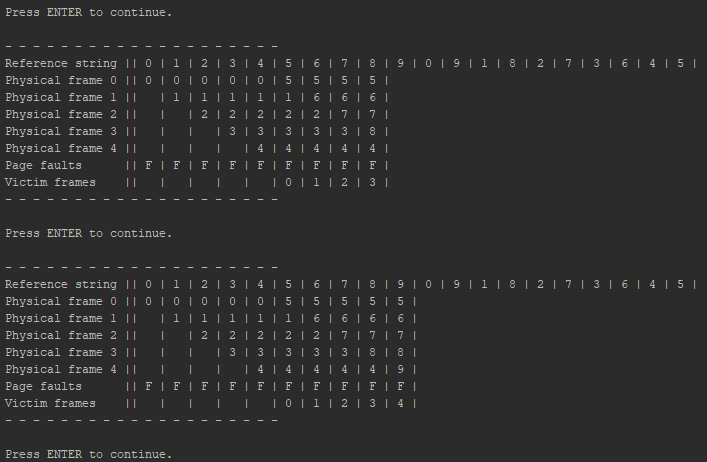 Press ENTER to continue.
- - - - - - - - - - - - - - - - - - - -
Reference string || 0 | 1 | 2 | 3 | 4 | 5 | 6 | 7 | 8 | 9 | 0 | 9 | 1 | 8 | 2 | 7 | 3 | 6 | 4 | 5 |
Physical frame 0 || 0 | 0 | 0 | 0 | 0 | 5 | 5 | 5 | 5 |
Physical frame 1 ||   | 1 | 1 | 1 | 1 | 1 | 6 | 6 | 6 |
Physical frame 2 ||   |   | 2 | 2 | 2 | 2 | 2 | 7 | 7 |
Physical frame 3 ||   |   |   | 3 | 3 | 3 | 3 | 3 | 8 |
Physical frame 4 ||   |   |   |   | 4 | 4 | 4 | 4 | 4 |
Page faults      || F | F | F | F | F | F | F | F | F |
Victim frames    ||   |   |   |   |   | 0 | 1 | 2 | 3 |
- - - - - - - - - - - - - - - - - - - -
Press ENTER to continue.
- - - - - - - - - - - - - - - - - - - -
Reference string || 0 | 1 | 2 | 3 | 4 | 5 | 6 | 7 | 8 | 9 | 0 | 9 | 1 | 8 | 2 | 7 | 3 | 6 | 4 | 5 |
Physical frame 0 || 0 | 0 | 0 | 0 | 0 | 5 | 5 | 5 | 5 | 5 |
Physical frame 1 ||   | 1 | 1 | 1 | 1 | 1 | 6 | 6 | 6 | 6 |
Physical frame 2 ||   |   | 2 | 2 | 2 | 2 | 2 | 7 | 7 | 7 |
Physical frame 3 ||   |   |   | 3 | 3 | 3 | 3 | 3 | 8 | 8 |
Physical frame 4 ||   |   |   |   | 4 | 4 | 4 | 4 | 4 | 9 |
Page faults      || F | F | F | F | F | F | F | F | F | F |
Victim frames    ||   |   |   |   |   | 0 | 1 | 2 | 3 | 4 |
- - - - - - - - - - - - - - - - - - - -
Press ENTER to continue.